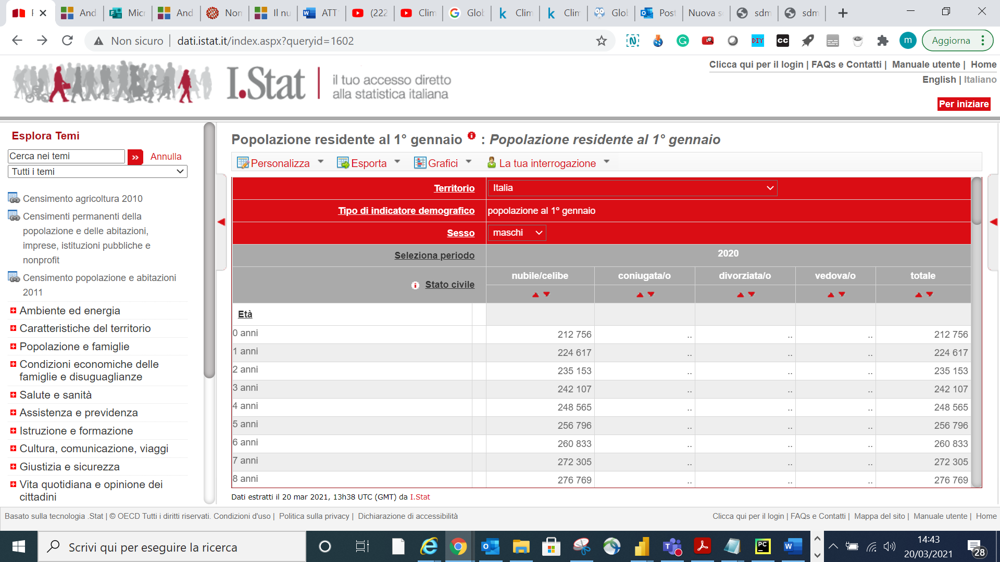 And
Micr
And
Non
Il nu
ATT
(222
Clim
Glob
Clim
Clim
Glo
Post
Nuova s
sdm
sdm
Non sicuro
dati.istat.it/index.aspx?queryid=1602
DIY
CC
m
Aggiorna
I.Stat
il tuo accesso diretto
alla statistica italiana
Clicca qui per il login | FAQs e Contatti | Manuale utente | Home
English | Italiano
Per iniziare
Esplora Temi
Cerca nei temi
»
Annulla
Tutti i temi
Censimento agricoltura 2010
Censimenti permanenti della
popolazione e delle abitazioni,
imprese, istituzioni pubbliche e
nonprofit
Censimento popolazione e abitazioni
2011
Ambiente ed energia
Caratteristiche del territorio
Popolazione e famiglie
Condizioni economiche delle
famiglie e disuguaglianze
Salute e sanità
Assistenza e previdenza
Istruzione e formazione
Cultura, comunicazione, viaggi
Giustizia e sicurezza
Vita quotidiana e opinione dei
cittadini
Popolazione residente al 1° gennaio : Popolazione residente al 1° gennaio
Personalizza Esporta Grafici La tua interrogazione
Territorio Italia
Tipo di indicatore demografico popolazione al 1º gennaio
Sesso maschi
Seleziona periodo 2020
Stato civile nubile/celibe coniugata/o divorziata/o vedova/o totale
Età
0 anni 212 756 .. .. .. 212 756
1 anni 224 617 .. .. .. 224 617
2 anni 235 153 .. .. .. 235 153
3 anni 242 107 .. .. .. 242 107
4 anni 248 565 .. .. .. 248 565
5 anni 256 796 .. .. .. 256 796
6 anni 260 833 .. .. .. 260 833
7 anni 272 305 .. .. .. 272 305
8 anni 276 769 .. .. .. 276 769
Dati estratti il 20 mar 2021, 13h38 UTC (GMT) da I.Stat
Basato sulla tecnologia .Stat | © OECD Tutti i diritti riservati. Condizioni d'uso | Politica sulla privacy | Dichiarazione di accessibilità
Clicca qui per il login | FAQs e Contatti | Mappa del sito | Manuale utente | Home
Scrivi qui per eseguire la ricerca
14:43
20/03/2021
28